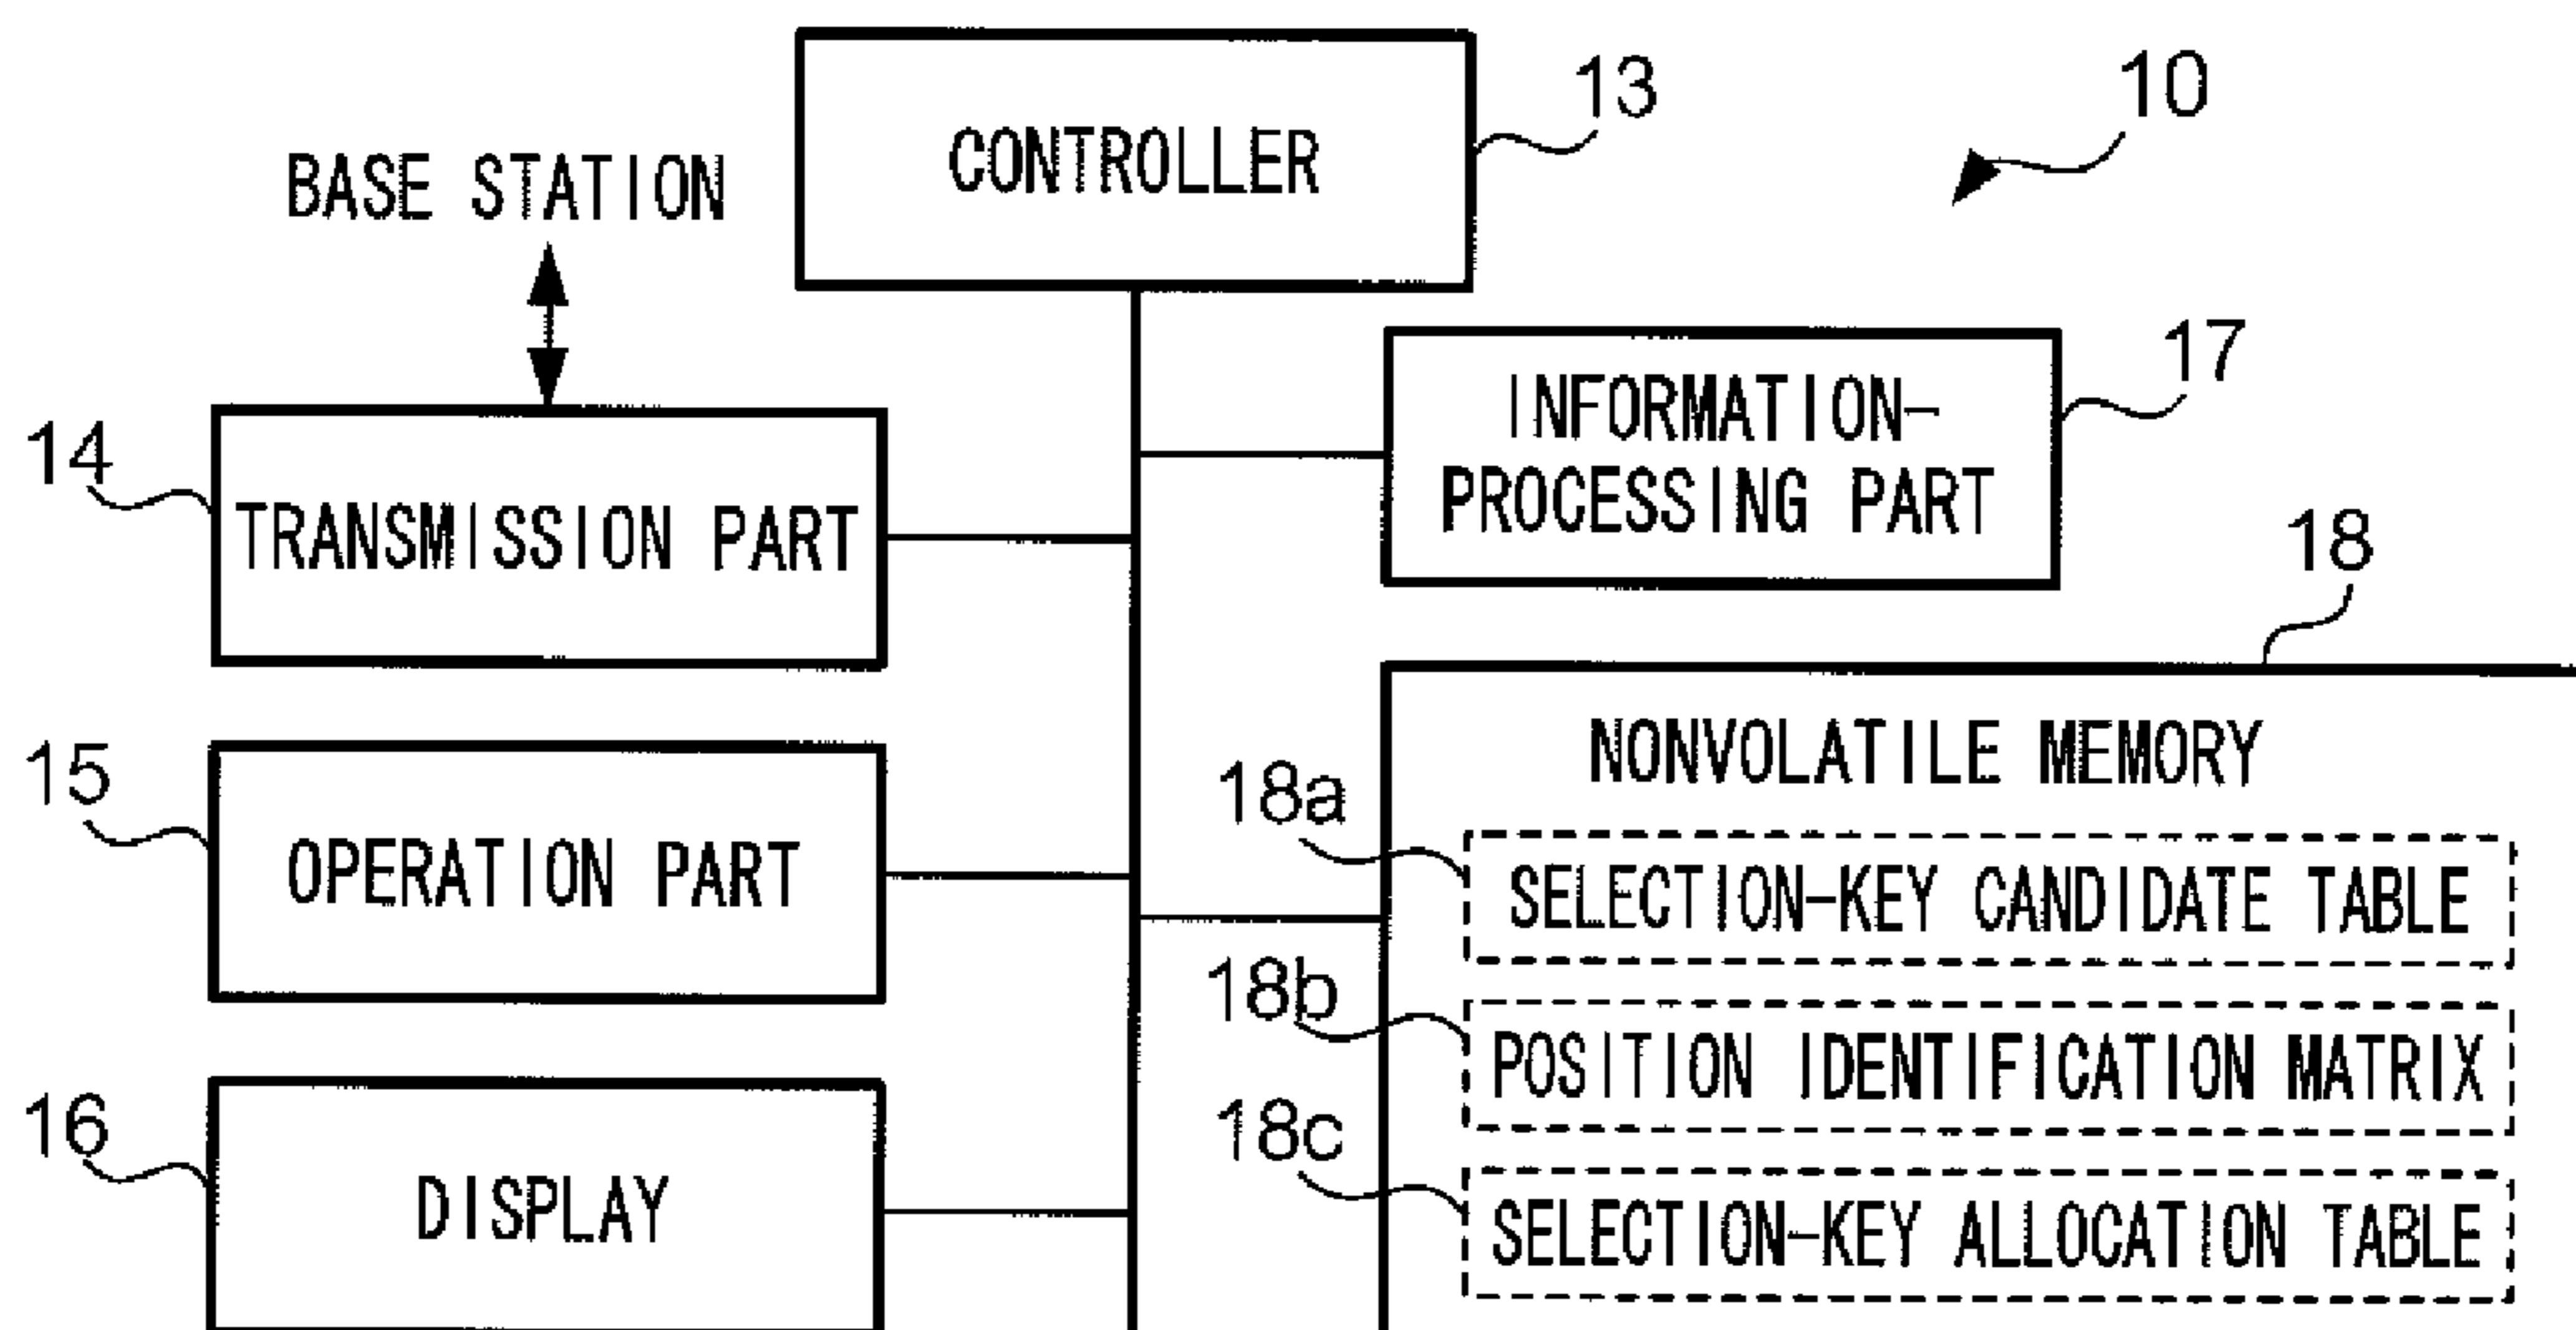 CONTROLLER
13
10
BASE STATION
INFORMATION-
PROCESSING PART
17
14
TRANSMISSION PART
18
NONVOLATILE MEMORY
15
OPERATION PART
18a
SELECTION-KEY CANDIDATE TABLE
18b
POSITION IDENTIFICATION MATRIX
16
DISPLAY
18c
SELECTION-KEY ALLOCATION TABLE